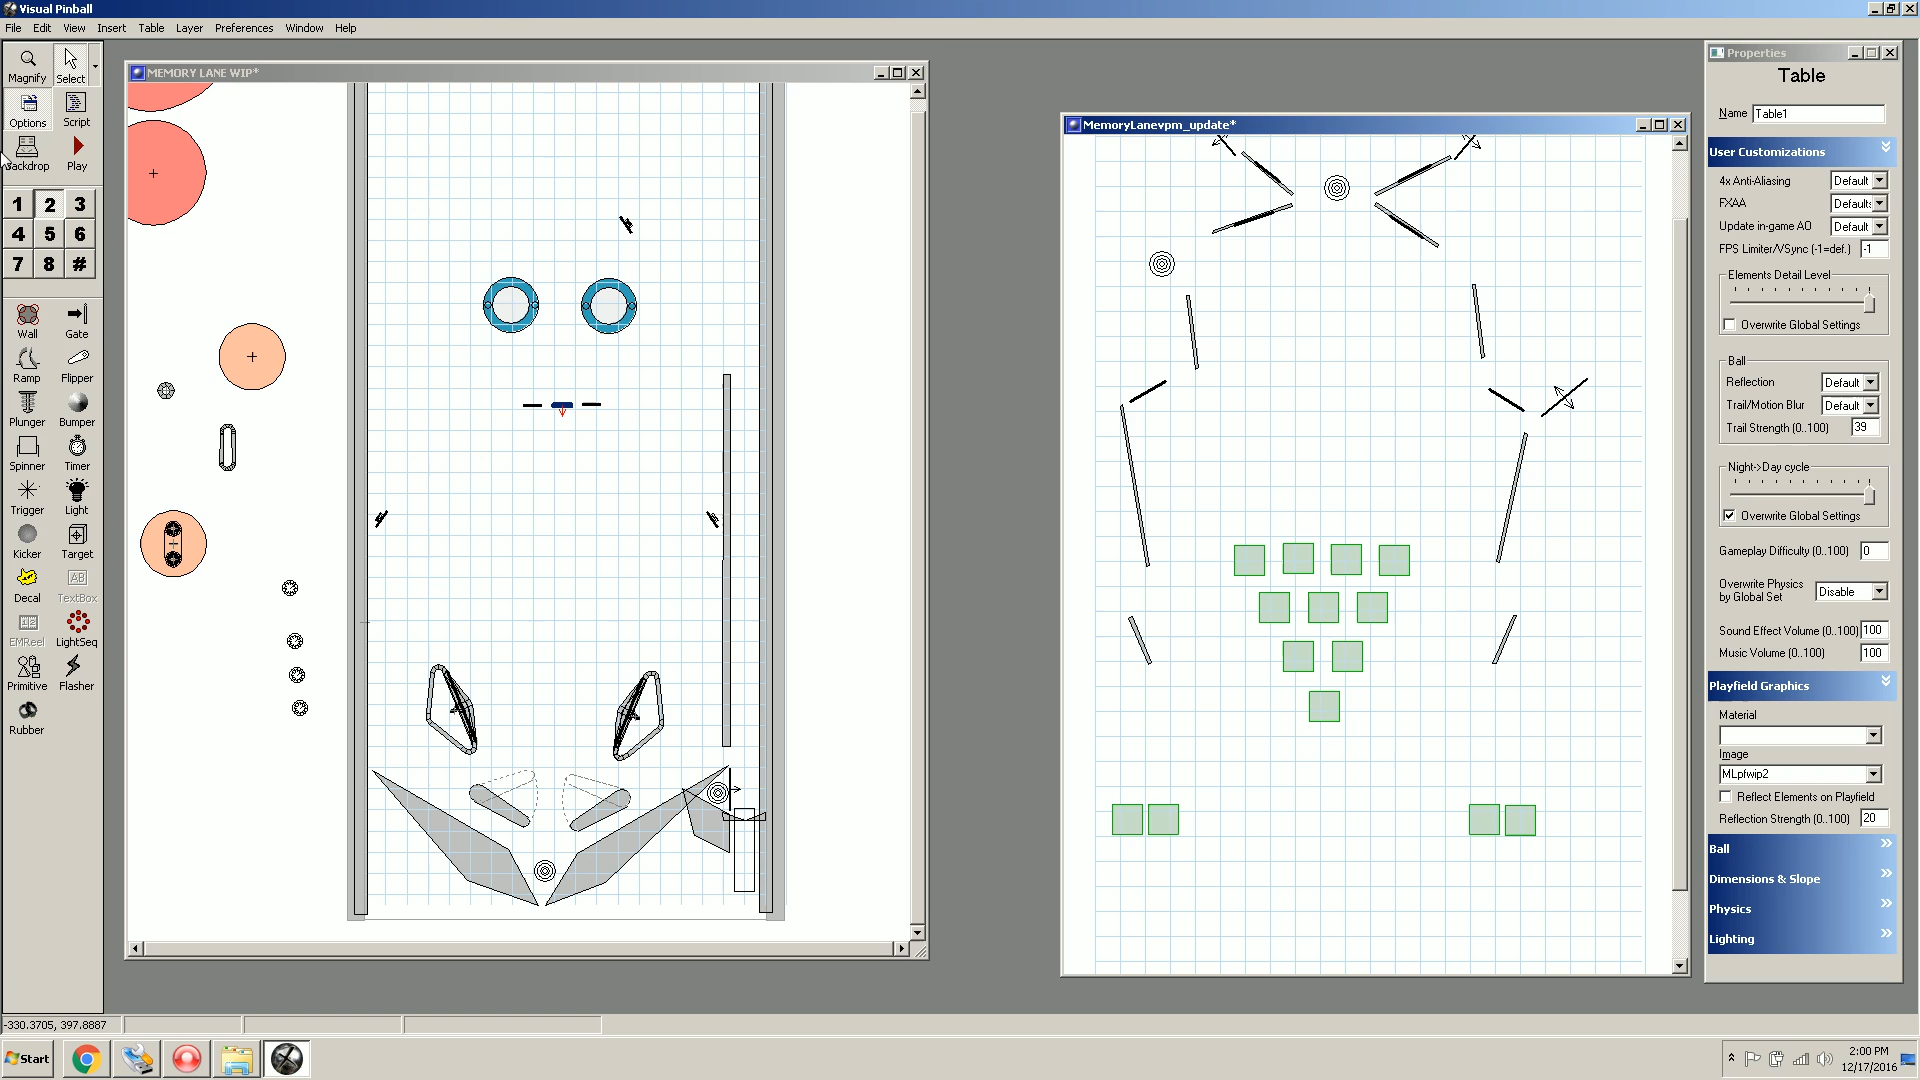 Visual Pinball
File Edit View Insert Table Layer Preferences Window Help
Magnify Select
Options Script
Backdrop Play
1 2 3
4 5 6
7 8 #
Wall Gate
Ramp Flipper
Plunger Bumper
Spinner Timer
Trigger Light
Kicker Target
Decal TextBox
EMReel LightSeq
Primitive Flasher
Rubber
MEMORY LANE WIP*
MemoryLanevpm_update*
Properties
Table
Name Table1
User Customizations
4x Anti-Aliasing Default
FXAA Defaults
Update in-game AO Default
FPS Limiter/VSync (-1=def.) -1
Elements Detail Level
Overwrite Global Settings
Ball
Reflection Default
Trail/Motion Blur Default
Trail Strength (0..100) 39
Night->Day cycle
Overwrite Global Settings
Gameplay Difficulty (0..100) 0
Overwrite Physics
by Global Set Disable
Sound Effect Volume (0..100) 100
Music Volume (0..100) 100
Playfield Graphics
Material
Image
MLpfwip2
Reflect Elements on Playfield
Reflection Strength (0..100) 20
Ball
Dimensions & Slope
Physics
Lighting
-330.3705, 397.8887
Start
2:00 PM
12/17/2016